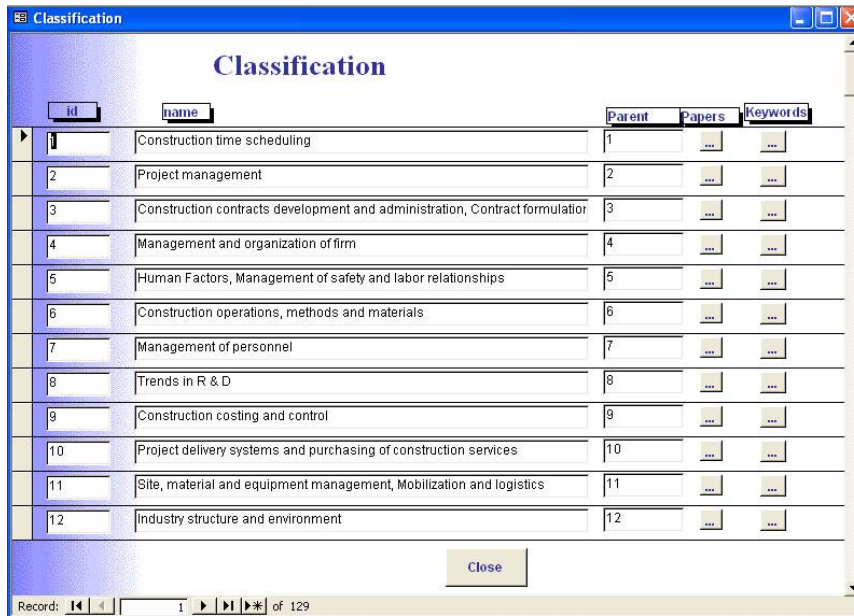 Classification
Classification
id name Parent Papers Keywords
1 Construction time scheduling 1 ... ...
2 Project management 2 ... ...
3 Construction contracts development and administration, Contract formulation 3 ... ...
4 Management and organization of firm 4 ... ...
5 Human Factors, Management of safety and labor relationships 5 ... ...
6 Construction operations, methods and materials 6 ... ...
7 Management of personnel 7 ... ...
8 Trends in R & D 8 ... ...
9 Construction costing and control 9 ... ...
10 Project delivery systems and purchasing of construction services 10 ... ...
11 Site, material and equipment management, Mobilization and logistics 11 ... ...
12 Industry structure and environment 12 ... ...
Close
Record: 1 of 129